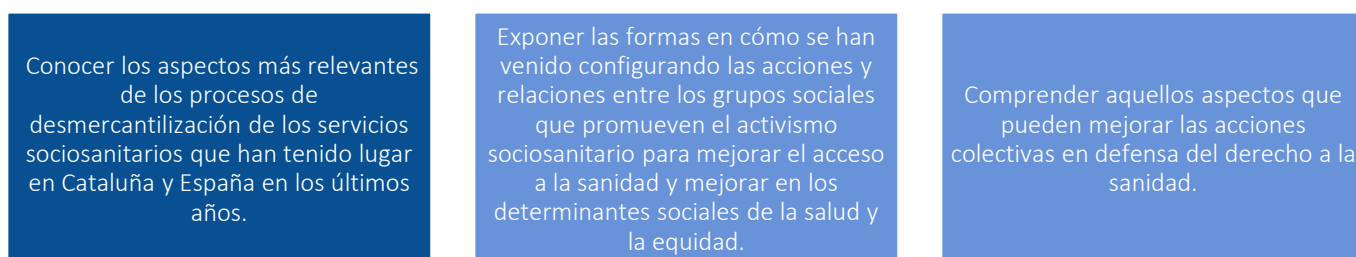 Conocer los aspectos más relevantes
de los procesos de
desmercantilización de los servicios
sociosanitarios que han tenido lugar
en Cataluña y España en los últimos
años.
Exponer las formas en cómo se han
venido configurando las acciones y
relaciones entre los grupos sociales
que promueven el activismo
sociosanitario para mejorar el acceso
a la sanidad y mejorar en los
determinantes sociales de la salud y
la equidad.
Comprender aquellos aspectos que
pueden mejorar las acciones
colectivas en defensa del derecho a la
sanidad.